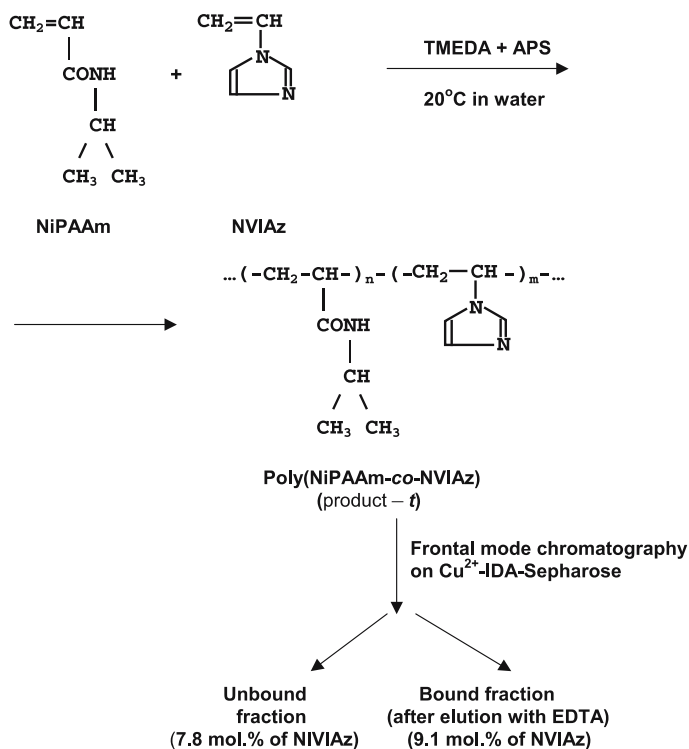 CH₂=CH CH₂=CH
N TMEDA + APS
CONH + N 20°C in water
CH
CH₃ CH₃
NiPAAm NVIAz
...(-CH₂-CH-)ₙ-(-CH₂—CH-)ₘ-...
CONH N
N
CH
CH₃ CH₃
Poly(NiPAAm-co-NVIAz)
(product – t)
Frontal mode chromatography
on Cu²⁺-IDA-Sepharose
Unbound Bound fraction
fraction (after elution with EDTA)
(7.8 mol.% of NIVIAz) (9.1 mol.% of NVIAz)